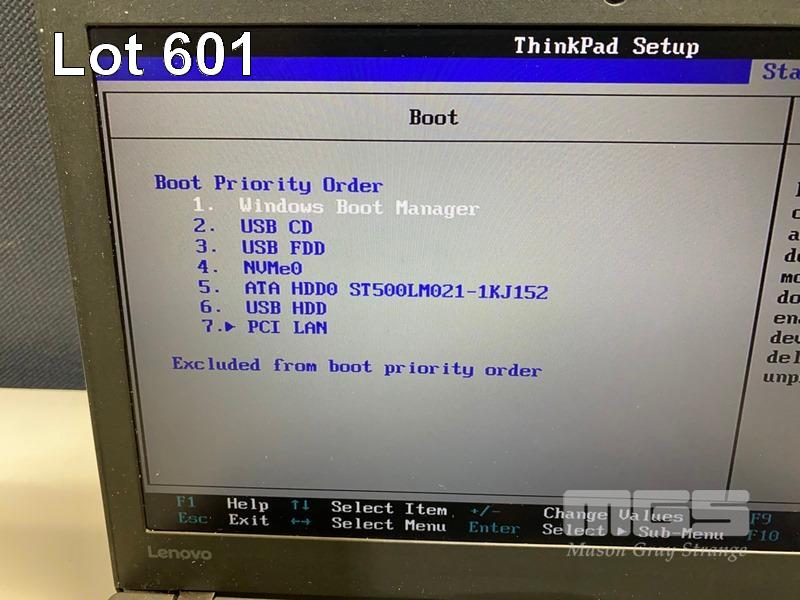 Lot 601
ThinkPad Setup
Boot
Boot Priority Order
1. Windows Boot Manager
2. USB CD
3. USB FDD
4. NVMe0
5. ATA HDD0 ST500LM021-1KJ152
6. USB HDD
7.▶ PCI LAN
Excluded from boot priority order
F1 Help ↑↓ Select Item +/- Change Values F9
Esc Exit ←→ Select Menu Enter Select ▶ Sub-Menu F10
Lenovo
MGS
Mason Gray Strange